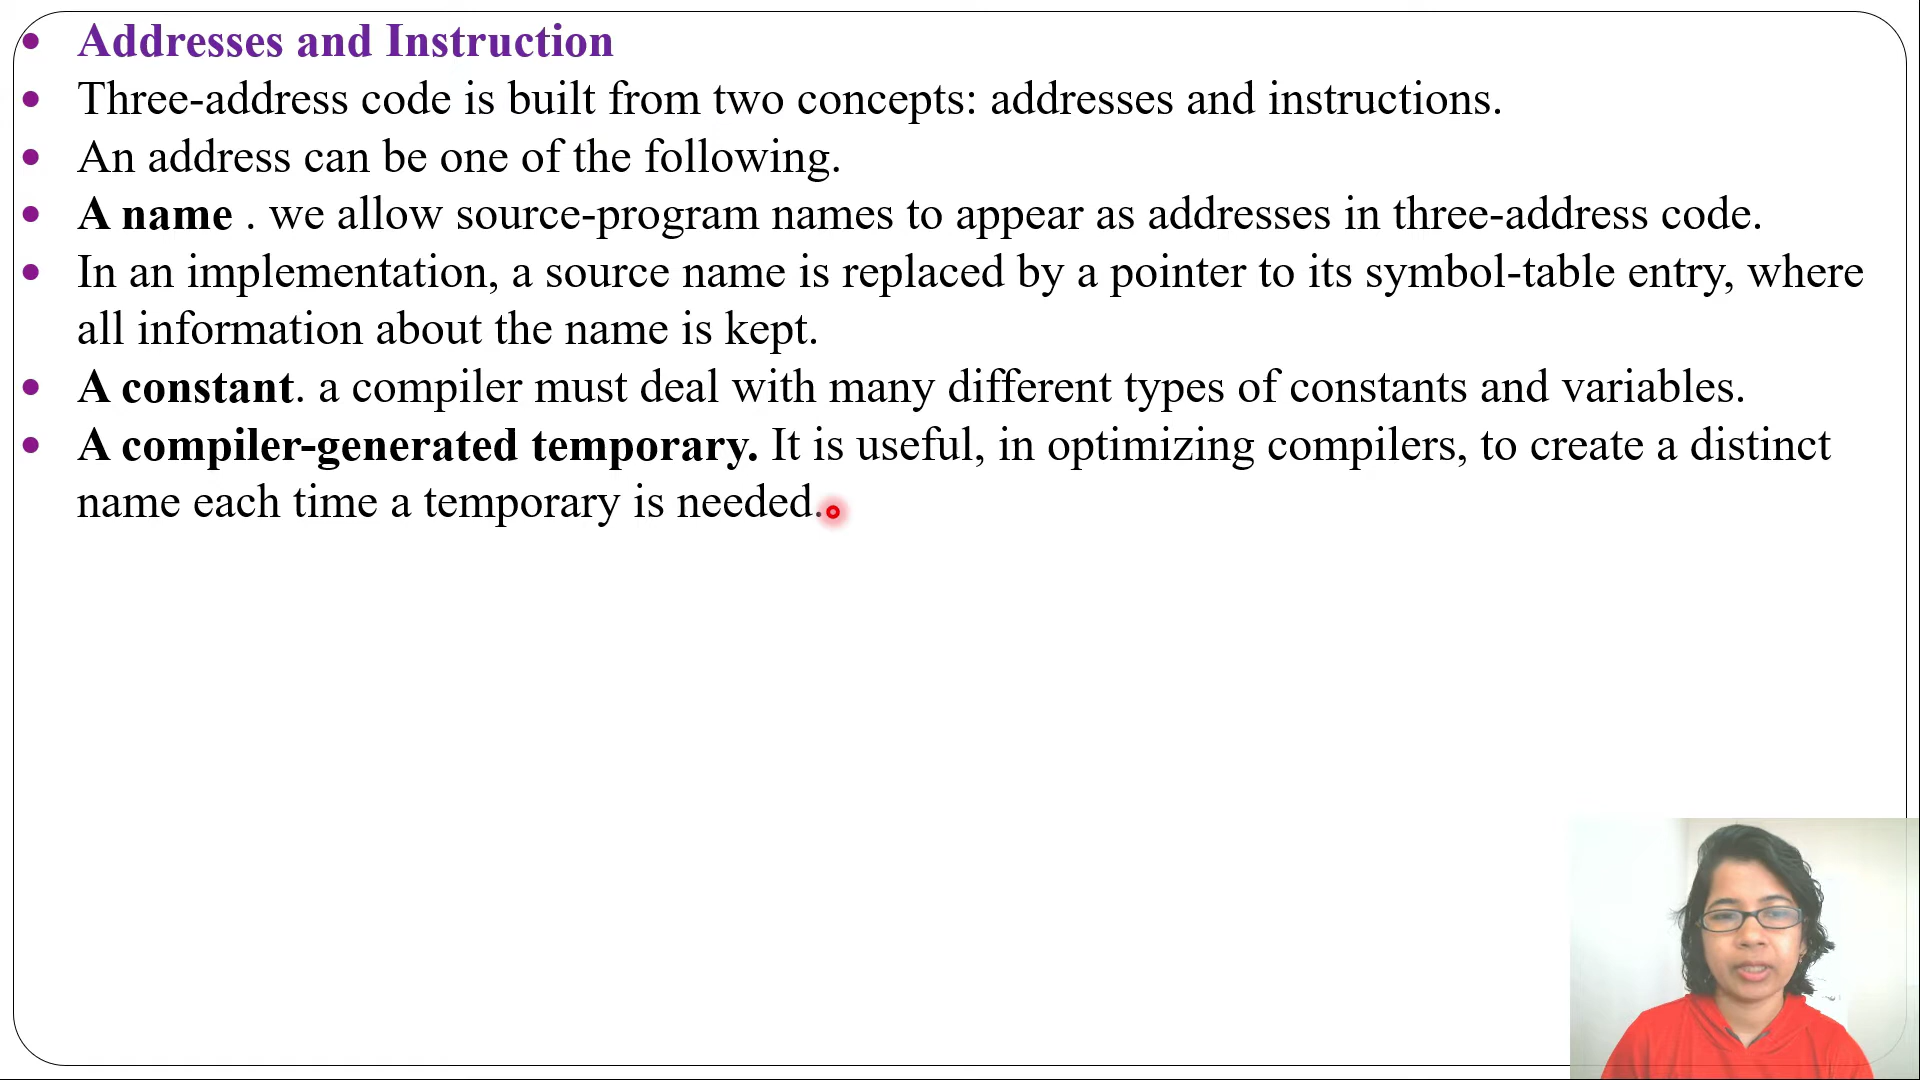 Addresses and Instruction
Three-address code is built from two concepts: addresses and instructions.
An address can be one of the following.
A name . we allow source-program names to appear as addresses in three-address code.
In an implementation, a source name is replaced by a pointer to its symbol-table entry, where
all information about the name is kept.
A constant. a compiler must deal with many different types of constants and variables.
A compiler-generated temporary. It is useful, in optimizing compilers, to create a distinct
name each time a temporary is needed.